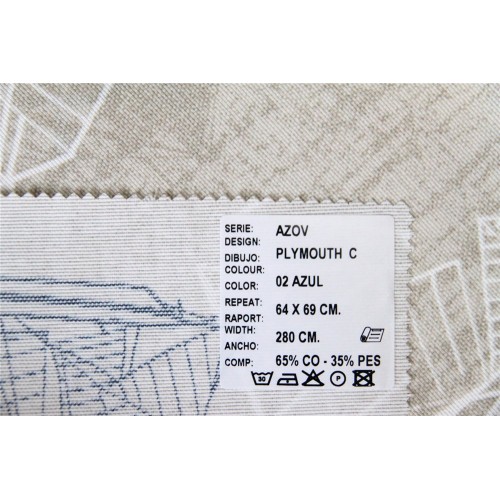 SERIE: AZOV
DESIGN:
DIBUJO: PLYMOUTH C
COLOUR:
COLOR: 02 AZUL
REPEAT: 64 X 69 CM.
RAPORT:
WIDTH: 280 CM.
ANCHO:
COMP: 65% CO - 35% PES
30 P